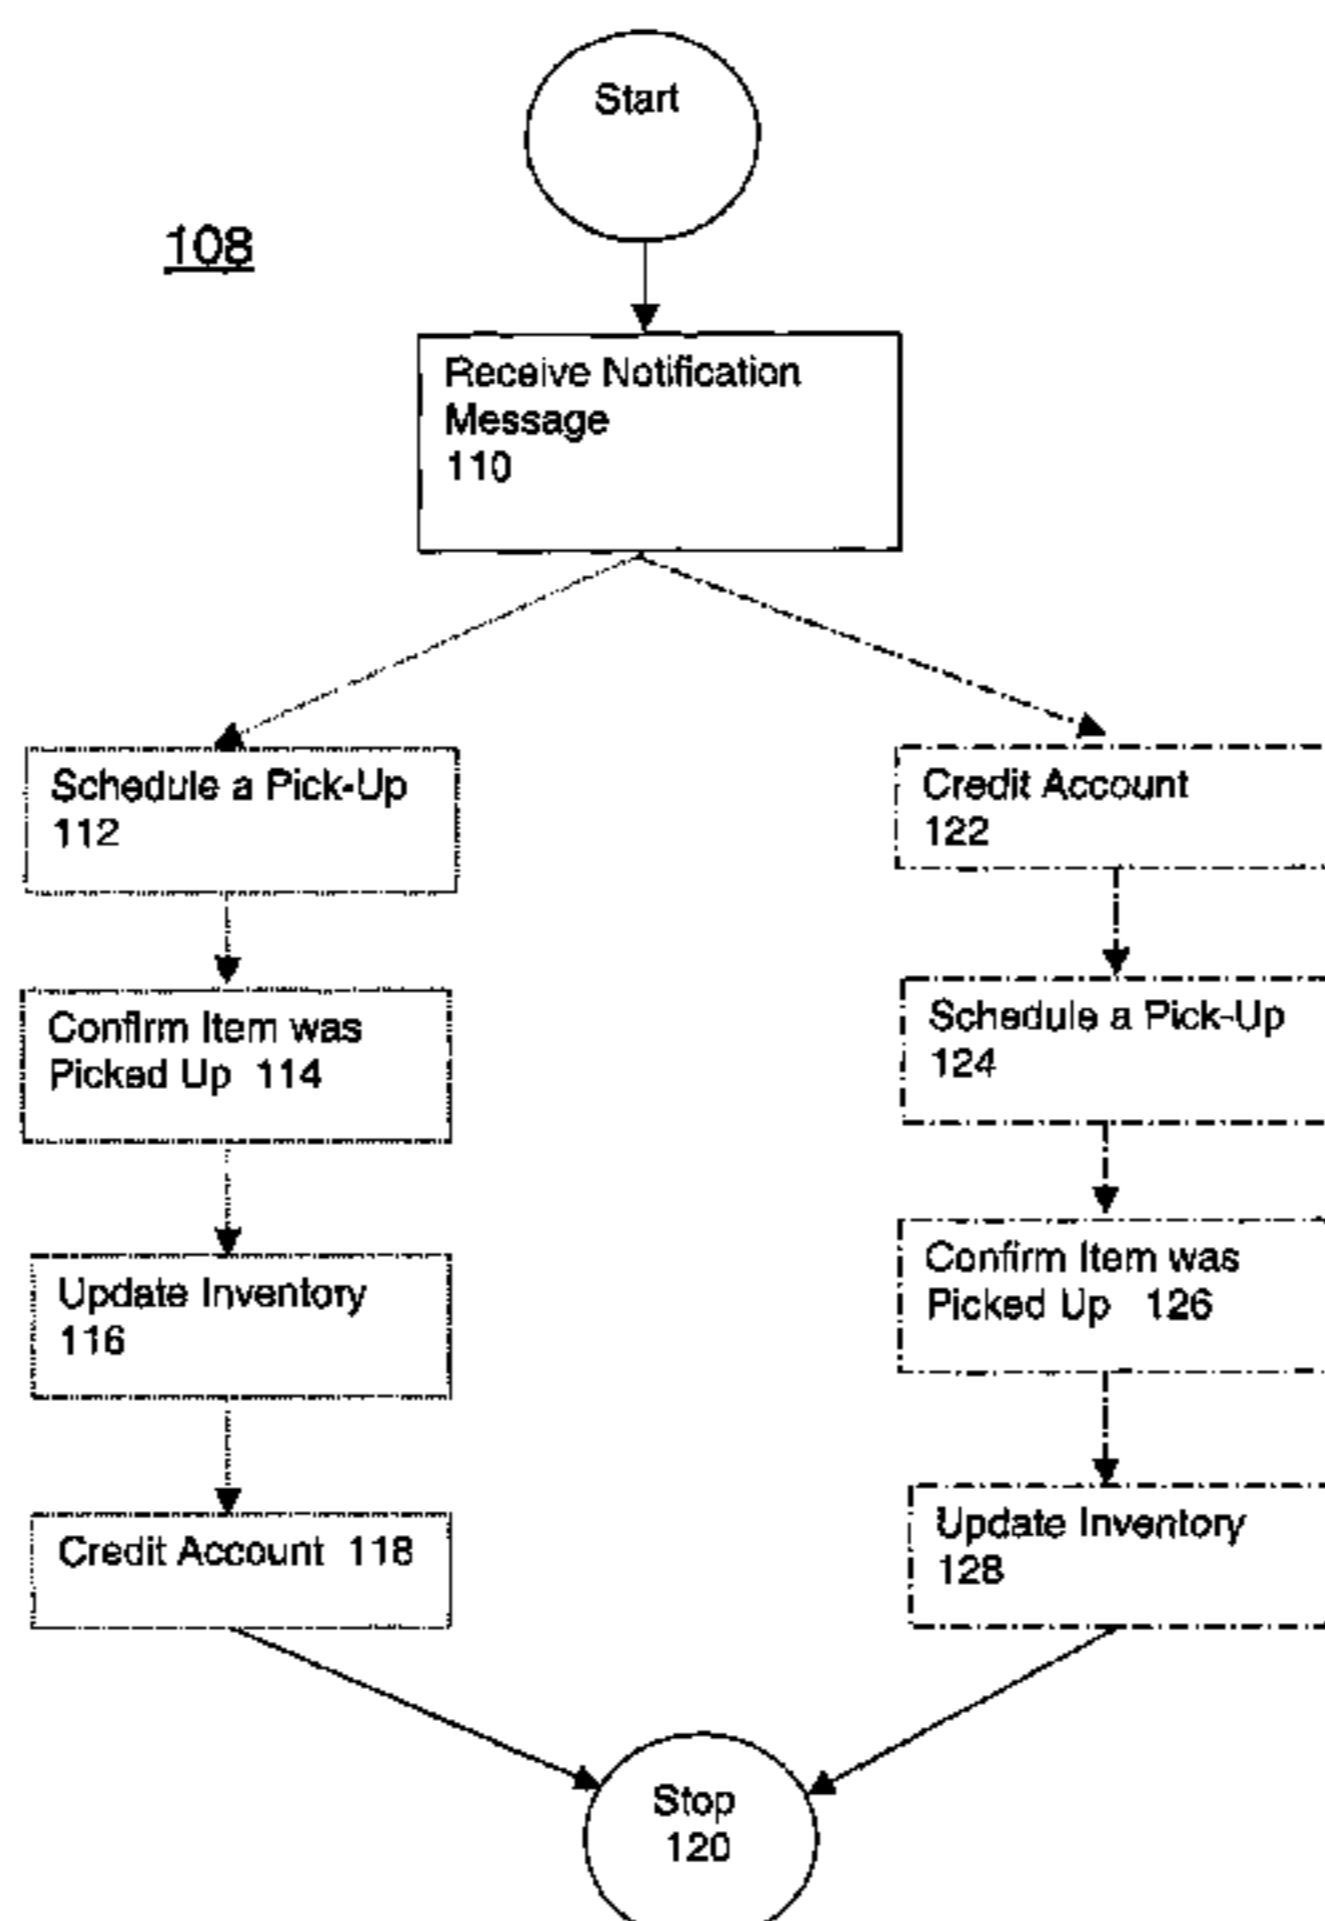 Start
108
Receive Notification
Message
110
Schedule a Pick-Up
112
Confirm Item was
Picked Up 114
Update Inventory
116
Credit Account 118
Credit Account
122
Schedule a Pick-Up
124
Confirm Item was
Picked Up 126
Update Inventory
128
Stop
120